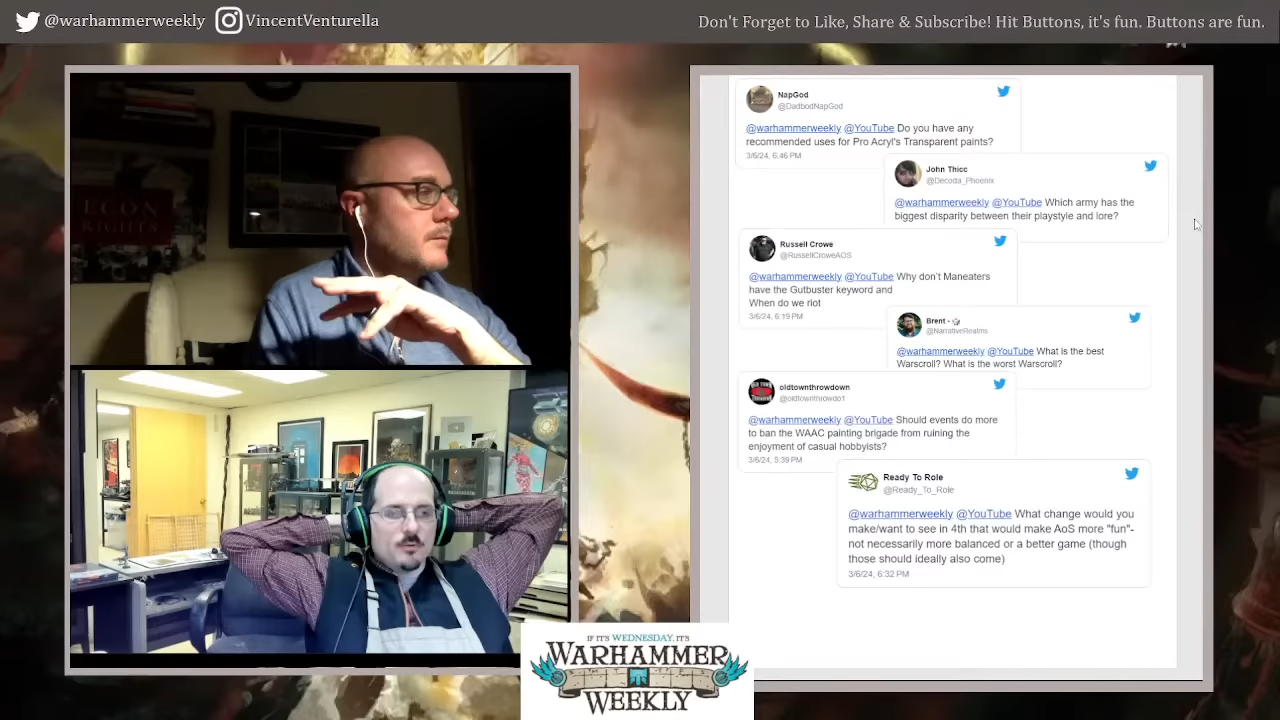 @warhammerweekly VincentVenturella
Don't Forget to Like, Share & Subscribe! Hit Buttons, it's fun. Buttons are fun.
ECON
RIGHTS
NapGod
@DadbodNapGod
@warhammerweekly @YouTube Do you have any
recommended uses for Pro Acryl's Transparent paints?
3/6/24, 6:46 PM
John Thicc
@Decoda_Phoenix
@warhammerweekly @YouTube Which army has the
biggest disparity between their playstyle and lore?
Russell Crowe
@RussellCroweAOS
@warhammerweekly @YouTube Why don't Maneaters
have the Gutbuster keyword and
When do we riot
3/6/24, 6:19 PM
Brent -
@NarrativeRealms
@warhammerweekly @YouTube What is the best
Warscroll? What is the worst Warscroll?
oldtownthrowdown
@oldtownthrowdo1
@warhammerweekly @YouTube Should events do more
to ban the WAAC painting brigade from ruining the
enjoyment of casual hobbyists?
3/6/24, 5:39 PM
Ready To Role
@Ready_To_Role
@warhammerweekly @YouTube What change would you
make/want to see in 4th that would make AoS more "fun"-
not necessarily more balanced or a better game (though
those should ideally also come)
3/6/24, 6:32 PM
IF IT'S WEDNESDAY, IT'S
WARHAMMER
WEEKLY